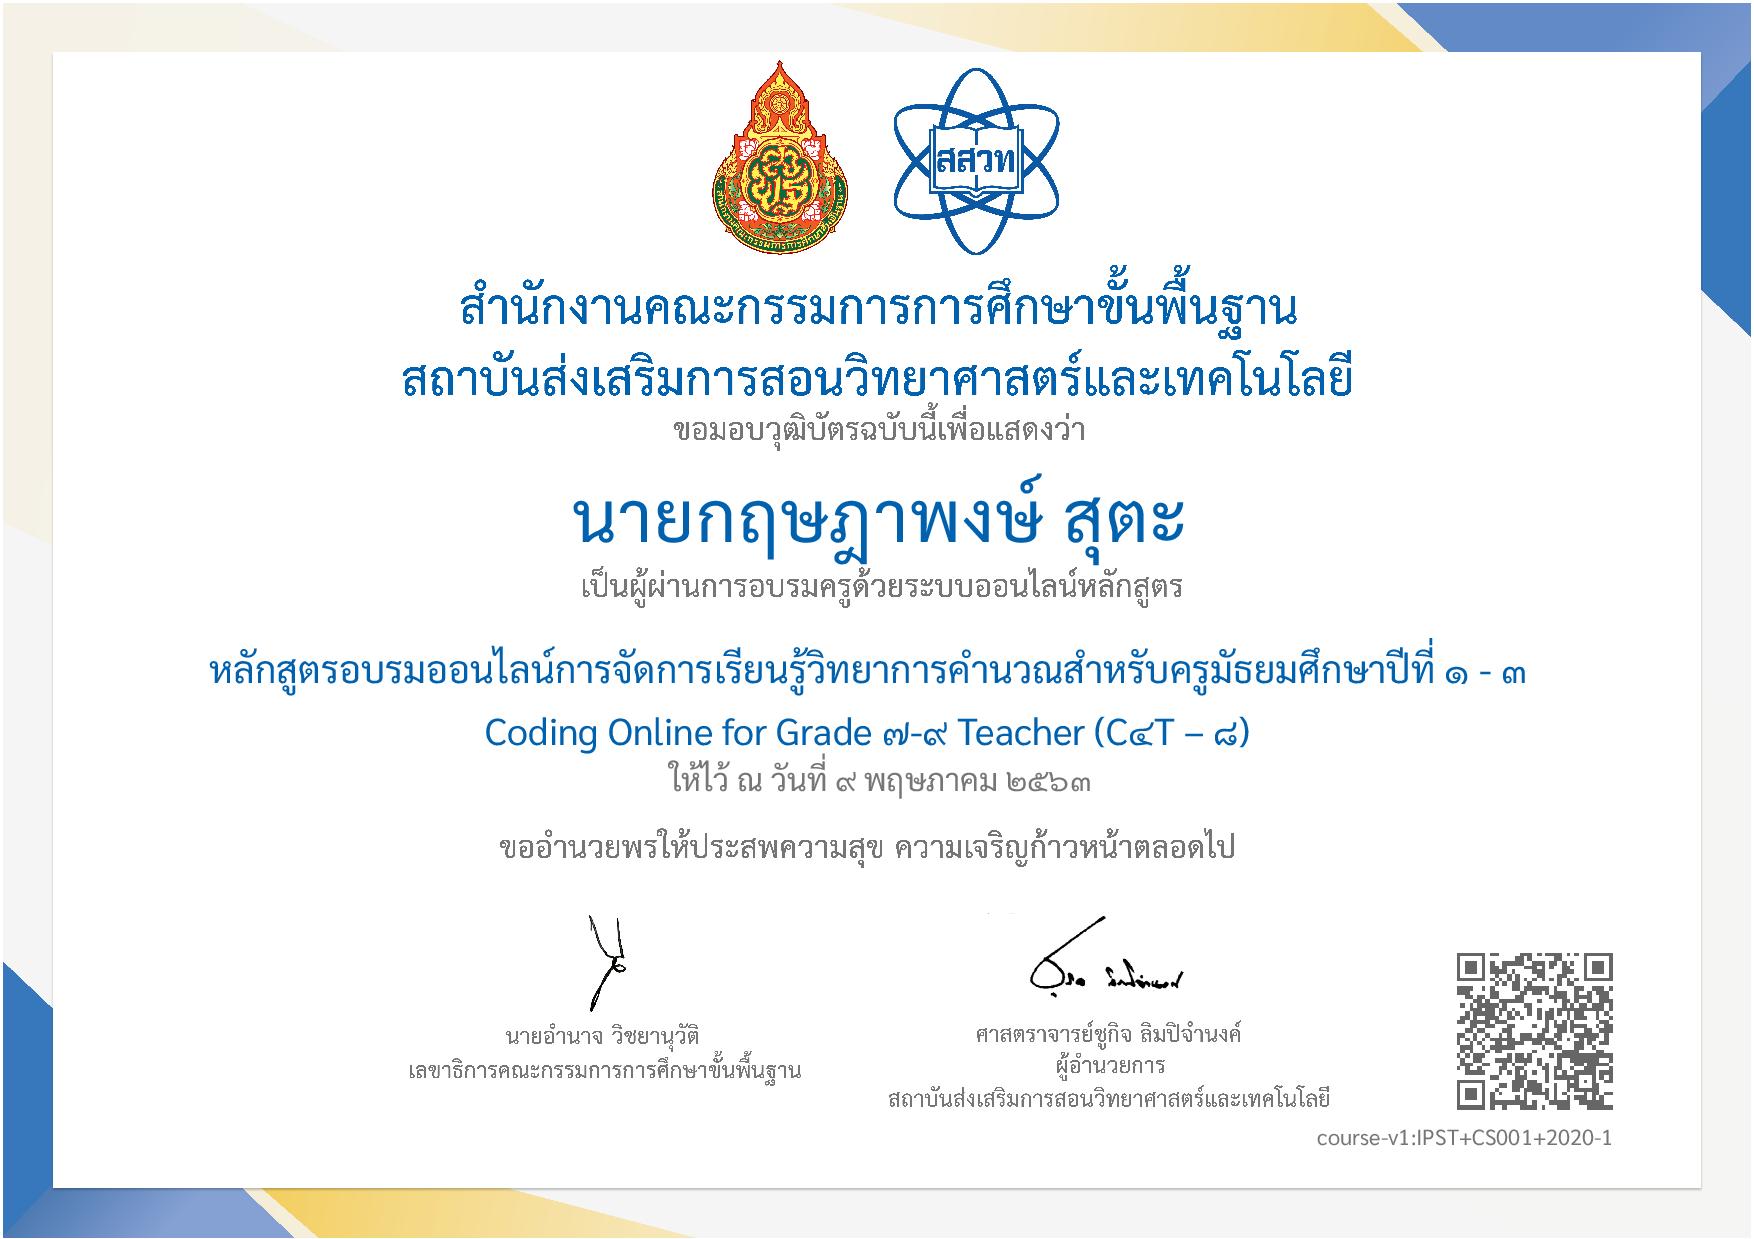 สสวท
สำนักงานคณะกรรมการการศึกษาขั้นพื้นฐาน
สถาบันส่งเสริมการสอนวิทยาศาสตร์และเทคโนโลยี
ขอมอบวุฒิบัตรฉบับนี้เพื่อแสดงว่า
นายกฤษฎาพงษ์ สุตะ
เป็นผู้ผ่านการอบรมครูด้วยระบบออนไลน์หลักสูตร
หลักสูตรอบรมออนไลน์การจัดการเรียนรู้วิทยาการคำนวณสำหรับครูมัธยมศึกษาปีที่ ๑ - ๓
Coding Online for Grade ๗-๙ Teacher (C๔T – ๘)
ให้ไว้ ณ วันที่ ๙ พฤษภาคม ๒๕๖๓
ขออำนวยพรให้ประสพความสุข ความเจริญก้าวหน้าตลอดไป
นายอำนาจ วิชยานุวัติ
เลขาธิการคณะกรรมการการศึกษาขั้นพื้นฐาน
ศาสตราจารย์ชูกิจ ลิมปิจำนงค์
ผู้อำนวยการ
สถาบันส่งเสริมการสอนวิทยาศาสตร์และเทคโนโลยี
course-v1:IPST+CS001+2020-1